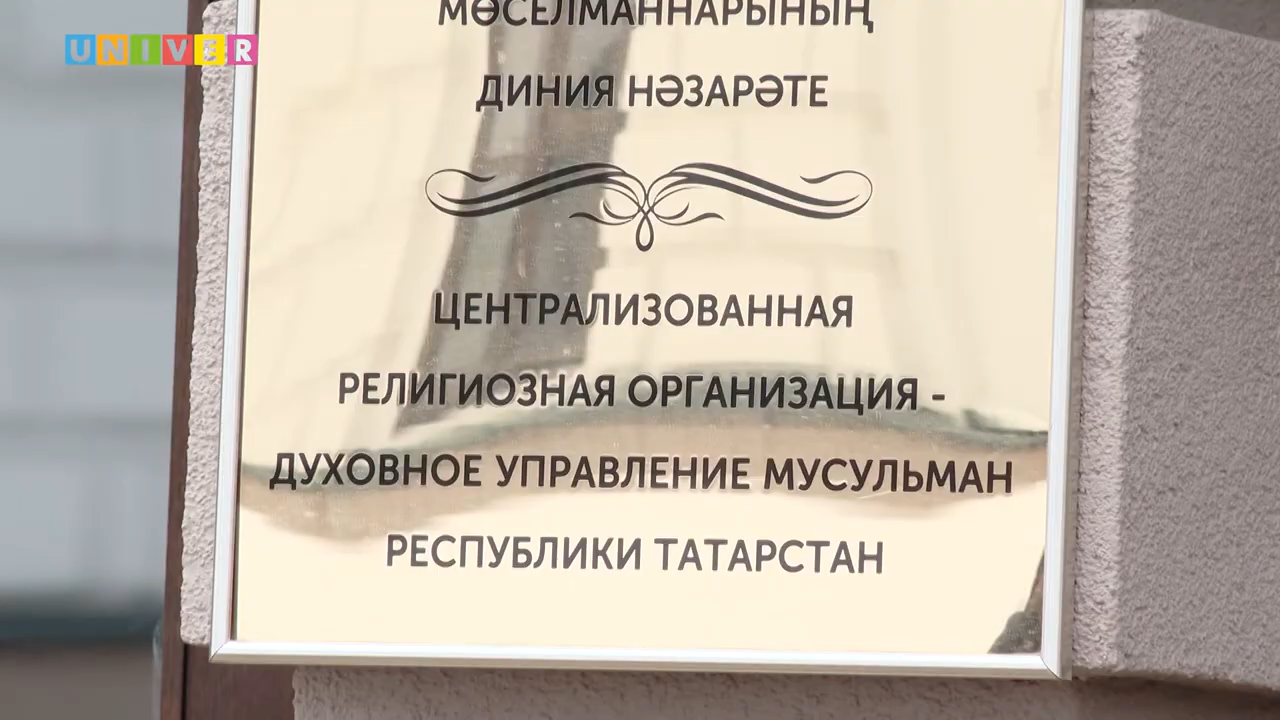 UNIVER
МӨСЕЛМАННАРЫНЫҢ
ДИНИЯ НӘЗАРӘТЕ
ЦЕНТРАЛИЗОВАННАЯ
РЕЛИГИОЗНАЯ ОРГАНИЗАЦИЯ -
ДУХОВНОЕ УПРАВЛЕНИЕ МУСУЛЬМАН
РЕСПУБЛИКИ ТАТАРСТАН